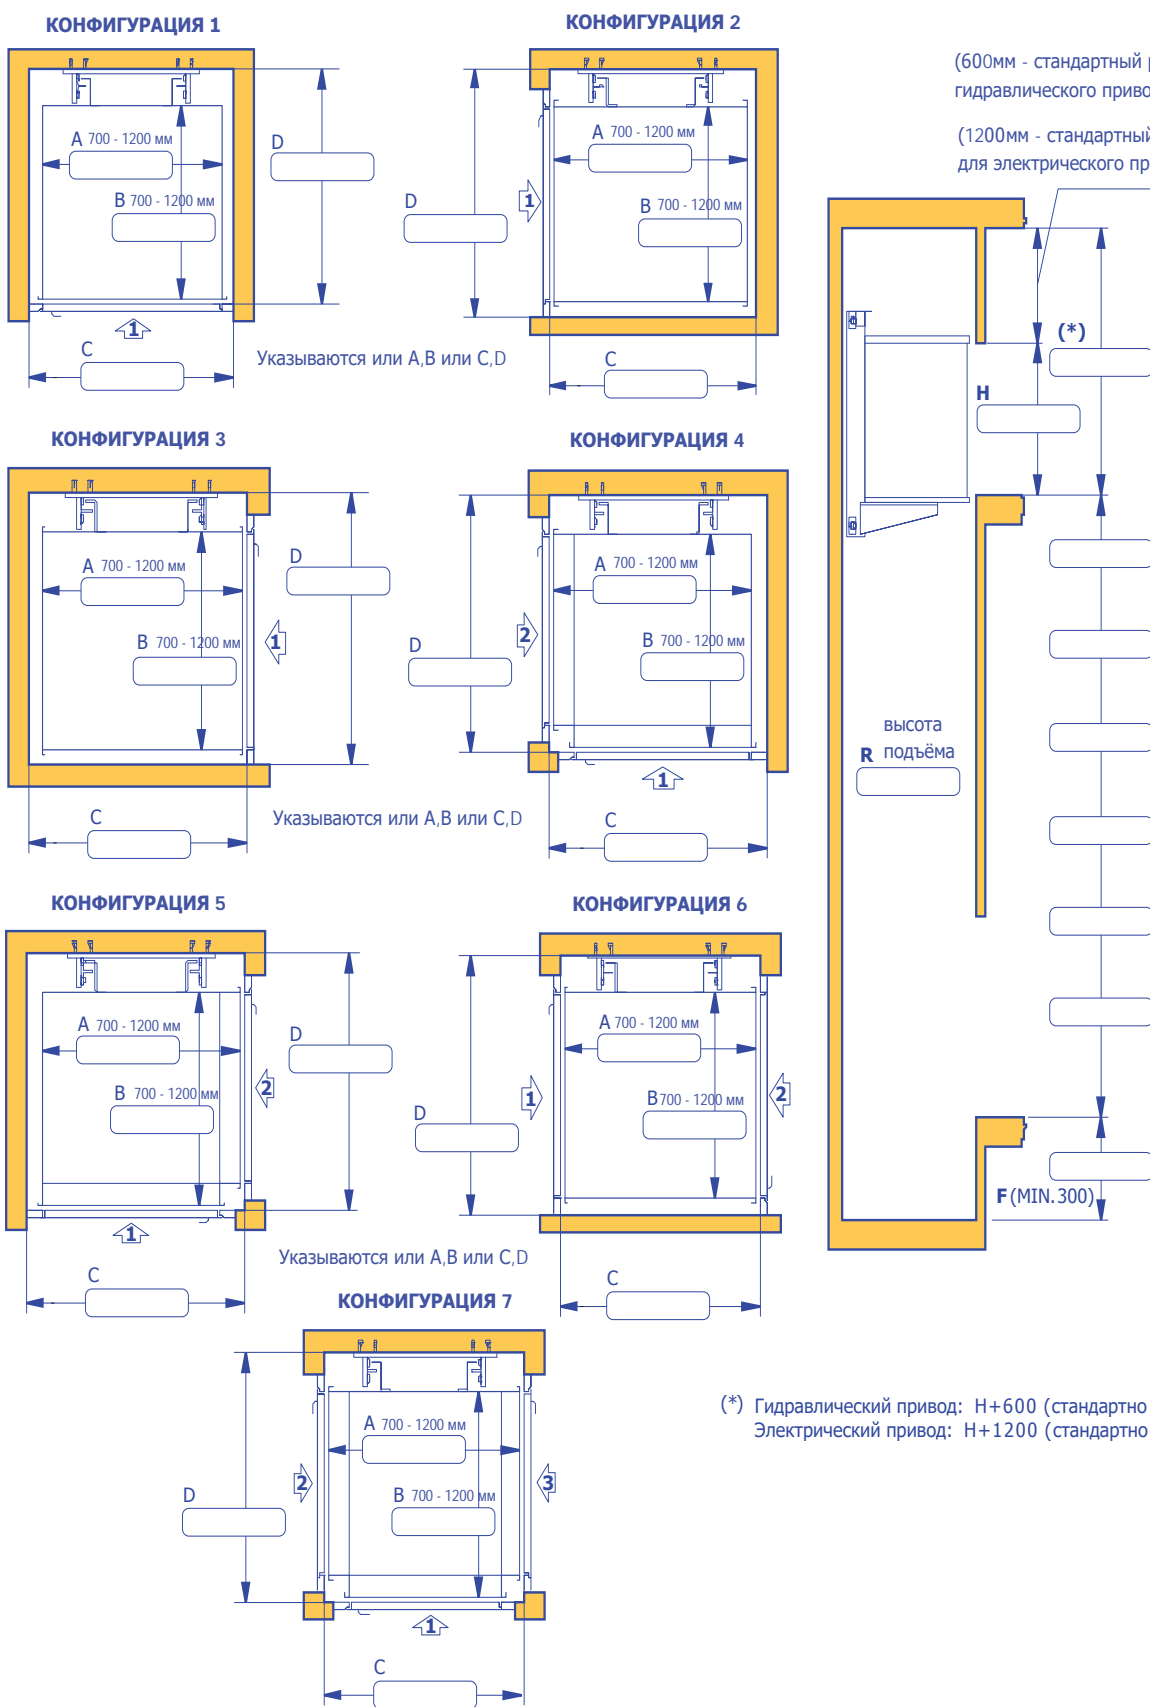 КОНФИГУРАЦИЯ 1
КОНФИГУРАЦИЯ 2
(600мм - стандартный
гидравлического
(1200мм - стандартный
для электрического
A 700 - 1200 мм
D
B 700 - 1200 мм
1
C
Указываются или A,B или C,D
A 700 - 1200 мм
D
1
B 700 - 1200 мм
C
(*)
H
КОНФИГУРАЦИЯ 3
КОНФИГУРАЦИЯ 4
A 700 - 1200 мм
D
B 700 - 1200 мм
1
C
Указываются или A,B или C,D
A 700 - 1200 мм
2
D
B 700 - 1200 мм
1
C
высота
R подъёма
КОНФИГУРАЦИЯ 5
КОНФИГУРАЦИЯ 6
A 700 - 1200 мм
D
B 700 - 1200 мм
2
1
C
Указываются или A,B или C,D
A 700 - 1200 мм
1
2
D
B 700 - 1200 мм
C
F (MIN.300)
КОНФИГУРАЦИЯ 7
A 700 - 1200 мм
2
3
D
B 700 - 1200 мм
1
C
(*) Гидравлический привод: H+600 (стандартно
Электрический привод: H+1200 (стандартно